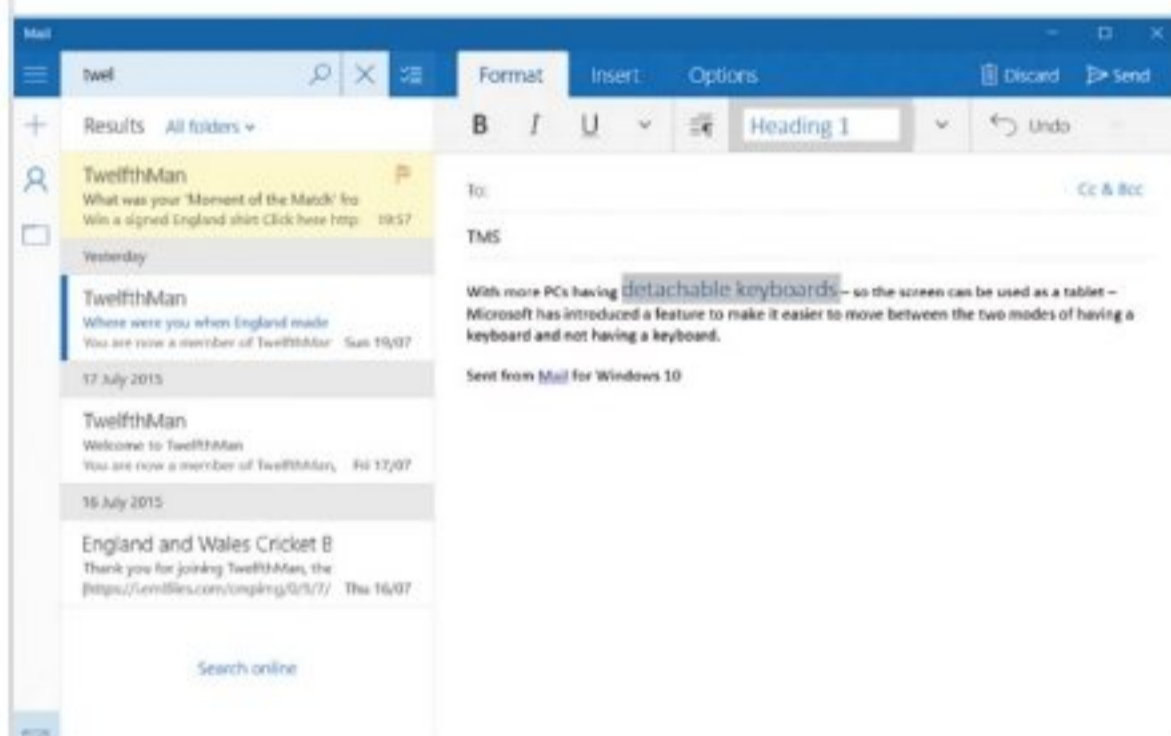 Mail
twel
Format Insert Options Discard Send
Results All folders
B I U Heading 1 Undo
TwelfthMan
What was your 'Moment of the Match' fro
Win a signed England shirt Click here http: 19:57
Yesterday
TwelfthMan
Where were you when England made
You are now a member of TwelfthMan Sun 19/07
17 July 2015
TwelfthMan
Welcome to TwelfthMan
You are now a member of TwelfthMan, Fri 17/07
16 July 2015
England and Wales Cricket B
Thank you for joining TwelfthMan, the
Thu 16/07
Search online
To: Cc & Bcc
TMS
With more PCs having detachable keyboards – so the screen can be used as a tablet –
Microsoft has introduced a feature to make it easier to move between the two modes of having a
keyboard and not having a keyboard.
Sent from Mail for Windows 10